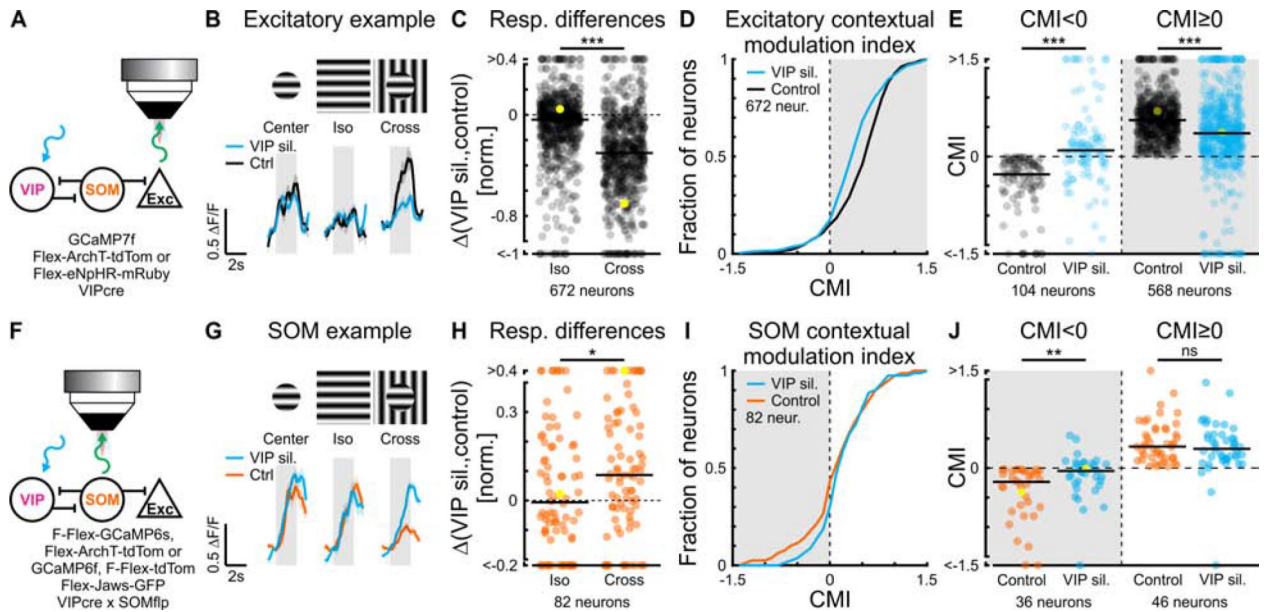 A
VIP
SOM
Exc
GCaMP7f
Flex-ArchT-tdTom or
Flex-eNpHR-mRuby
VIPcre
B
Excitatory example
Center
Iso
Cross
VIP sil.
Ctrl
0.5 ΔF/F
2s
C
Resp. differences
***
Δ(VIP sil.,control)
[norm.]
>0.4
0
-0.8
<-1
Iso
Cross
672 neurons
D
Excitatory contextual
modulation index
Fraction of neurons
1
0.5
0
VIP sil.
Control
672 neur.
-1.5
0
1.5
CMI
E
CMI<0
CMI≥0
***
***
CMI
>1.5
0
<-1.5
Control
VIP sil.
Control
VIP sil.
104 neurons
568 neurons
F
VIP
SOM
Exc
F-Flex-GCaMP6s,
Flex-ArchT-tdTom or
GCaMP6f, F-Flex-tdTom
Flex-Jaws-GFP
VIPcre x SOMflp
G
SOM example
Center
Iso
Cross
VIP sil.
Ctrl
0.5 ΔF/F
2s
H
Resp. differences
*
Δ(VIP sil.,control)
[norm.]
>0.4
0.3
0
<-0.2
Iso
Cross
82 neurons
I
SOM contextual
modulation index
Fraction of neurons
1
0.5
0
VIP sil.
Control
82 neur.
-1.5
0
1.5
CMI
J
CMI<0
CMI≥0
**
ns
CMI
>1.5
0
<-1.5
Control
VIP sil.
Control
VIP sil.
36 neurons
46 neurons